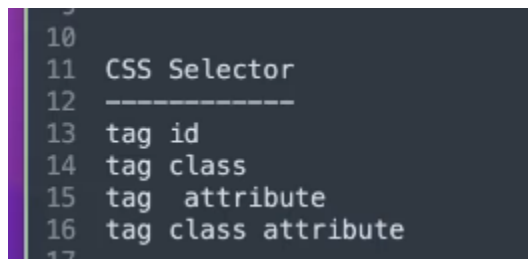 10
11 CSS Selector
12 ------------
13 tag id
14 tag class
15 tag  attribute
16 tag class attribute